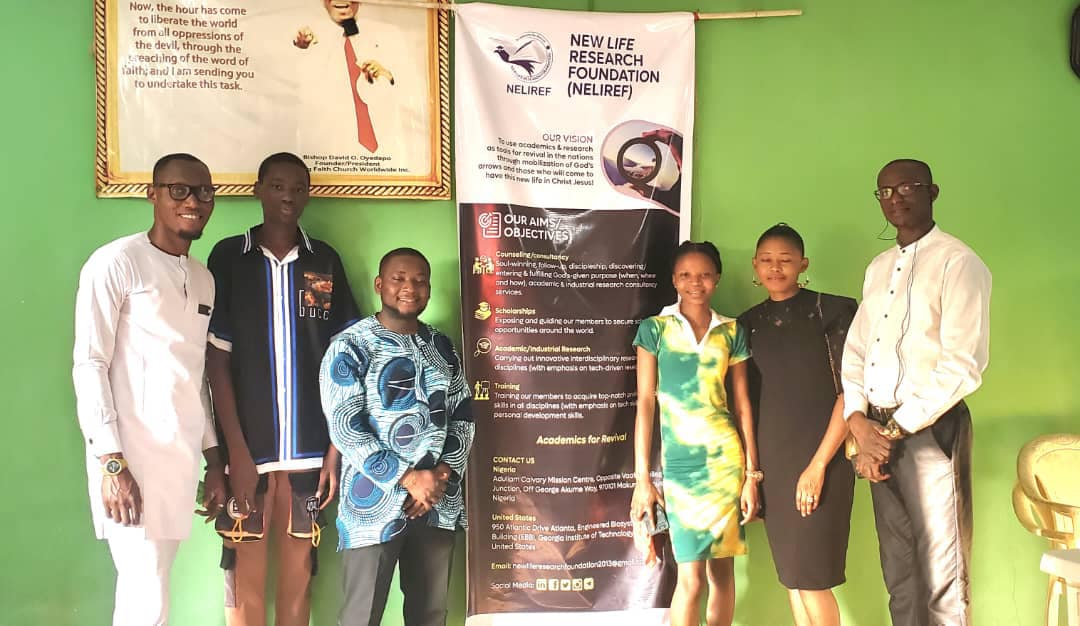 Now, the hour has come
to liberate the world
from all oppressions of
the devil, through the
preaching of the word of
faith; and I am sending you
to undertake this task.
Bishop David O. Oyedepo
Founder/President
Faith Church Worldwide Inc.
NELIREF
NEW LIFE
RESEARCH
FOUNDATION
(NELIREF)
OUR VISION
To use academics & research
as tools for revival in the nations
through mobilization of God's
arrows and those who will come to
have this new life in Christ Jesus!
OUR AIMS/
OBJECTIVES
Counseling/consultancy
Soul-winning, follow-up, discipleship, discovering/
entering & fulfiling God's-given purpose (when, where
and how), academic & industrial research consultancy
services.
Scholarships
Exposing and guiding our members to secure
opportunities around the world.
Academic/Industrial Research
Carrying out innovative interdisciplinary
disciplines (with emphasis on tech-driven
Training
Training our members to acquire top-notch
skills in all disciplines (with emphasis on tech
personal development skills.
Academics for Revival
CONTACT US
Nigeria
Adullam Calvary Mission Centre, Opposite
Junction, Off George Akume Way, 970101
Nigeria
United States
950 Atlantic Drive Atlanta, Engineered
Building (EBB), Georgia Institute of Technology,
United States
Email: newliferesearchfoundation2013@gmail
Social Media: in f